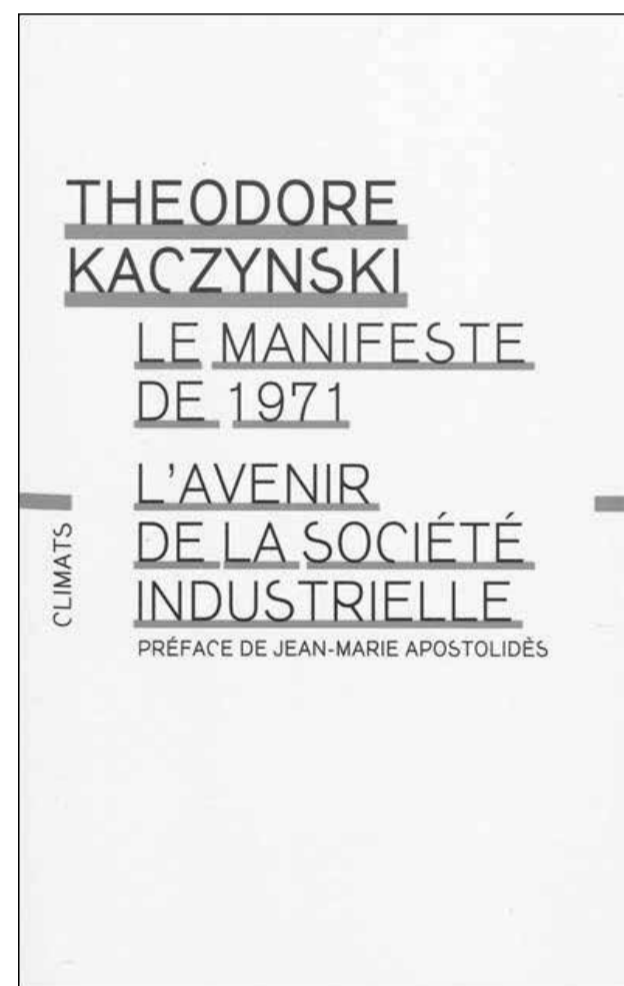 THEODORE
KACZYNSKI
LE MANIFESTE
DE 1971
L'AVENIR
DE LA SOCIÉTÉ
INDUSTRIELLE
PRÉFACE DE JEAN-MARIE APOSTOLIDÈS
CLIMATS